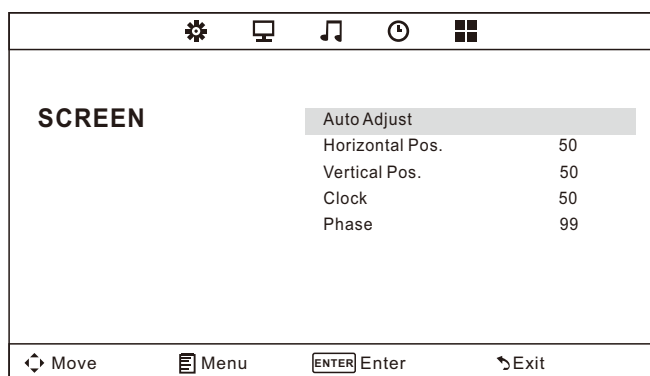 SCREEN
Auto Adjust
Horizontal Pos. 50
Vertical Pos. 50
Clock 50
Phase 99
Move Menu ENTER Enter Exit